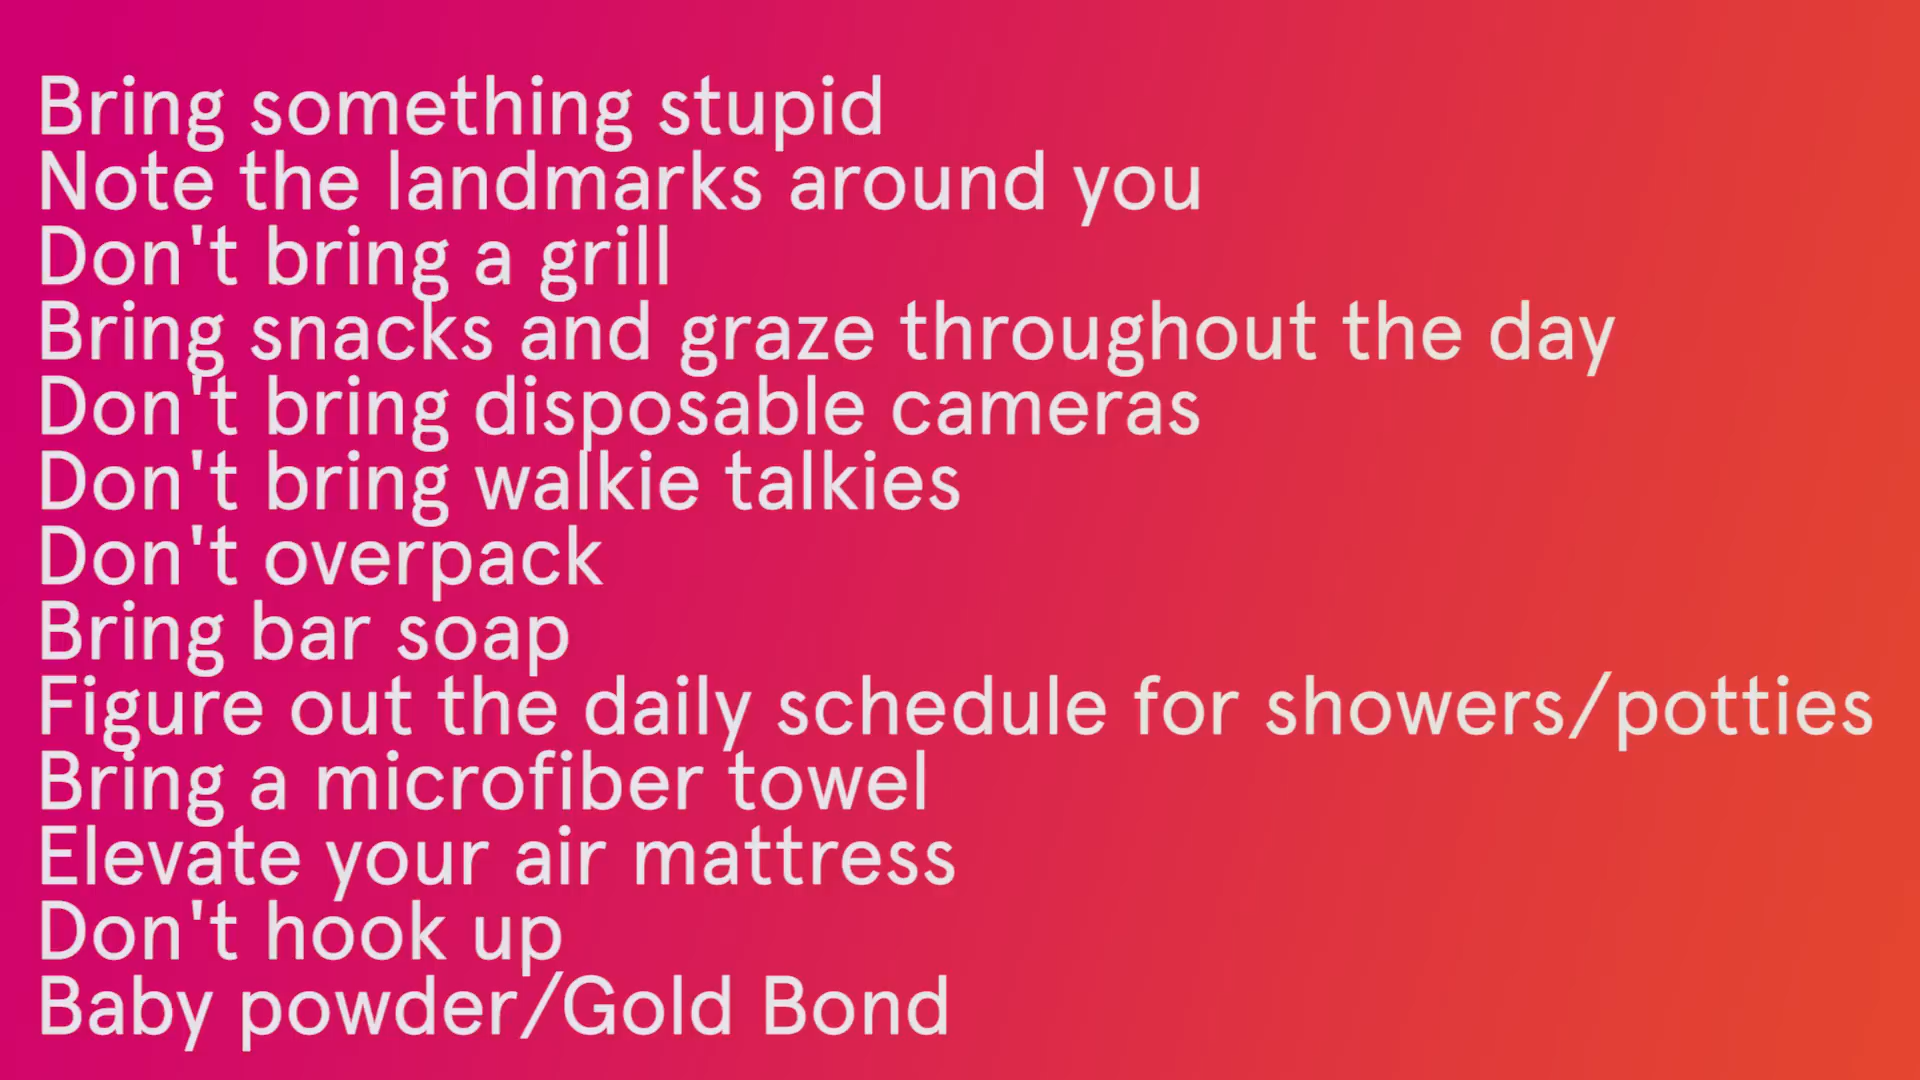 Bring something stupid
Note the landmarks around you
Don't bring a grill
Bring snacks and graze throughout the day
Don't bring disposable cameras
Don't bring walkie talkies
Don't overpack
Bring bar soap
Figure out the daily schedule for showers/potties
Bring a microfiber towel
Elevate your air mattress
Don't hook up
Baby powder/Gold Bond